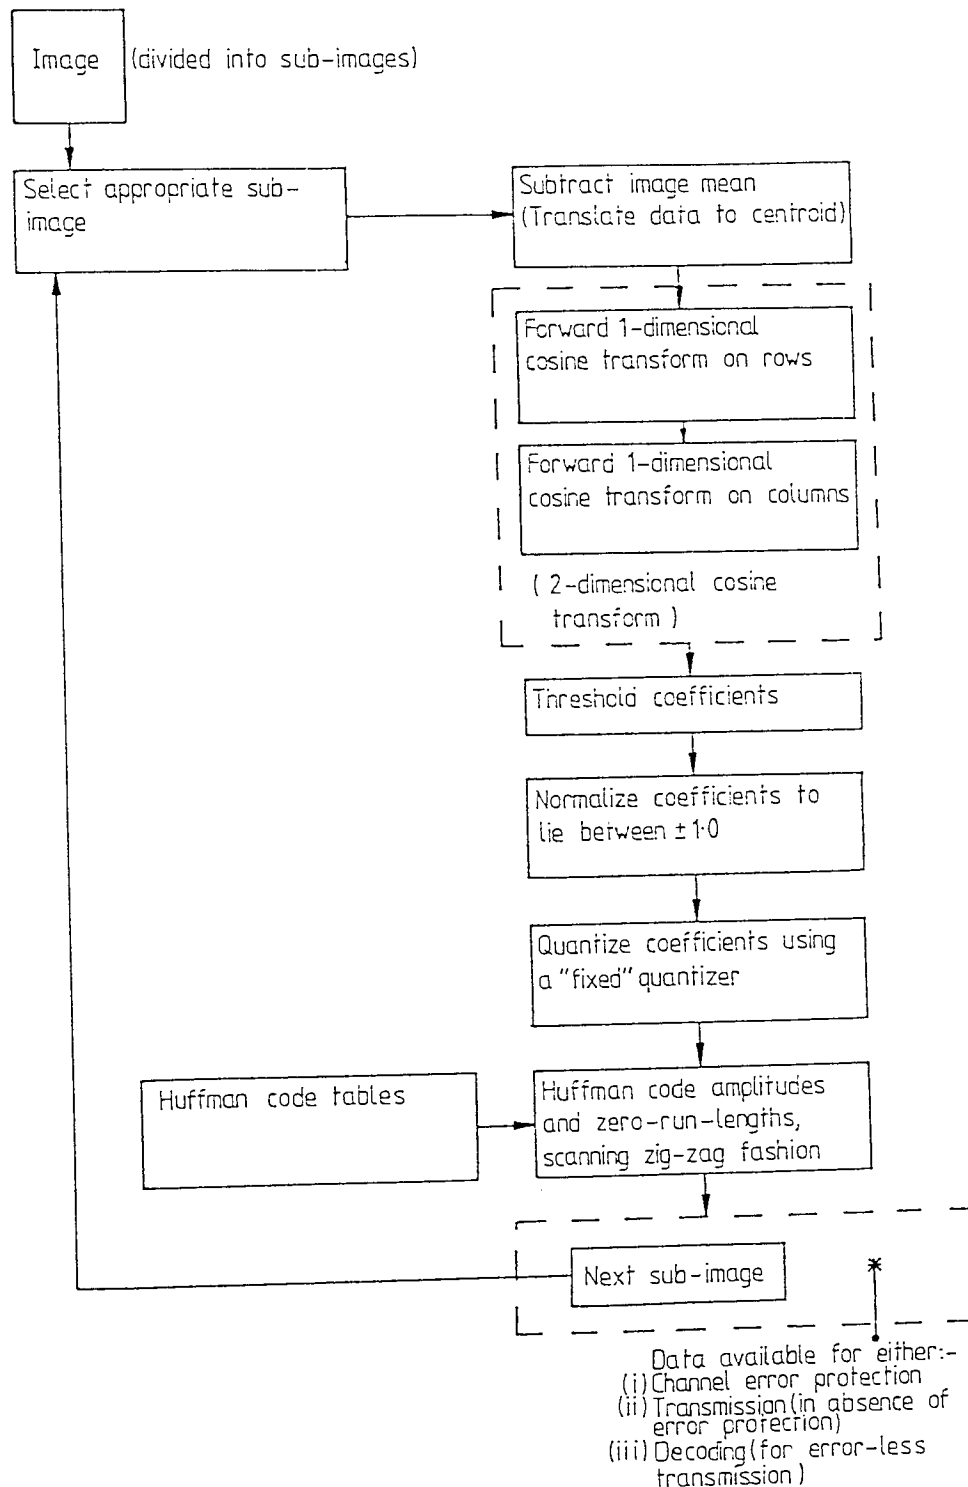 Image
(divided into sub-images)
Select appropriate sub-
image
Subtract image mean
(Translate data to centroid)
Forward 1-dimensional
cosine transform on rows
Forward 1-dimensional
cosine transform on columns
( 2-dimensional cosine
transform )
Threshold coefficients
Normalize coefficients to
lie between ± 1·0
Quantize coefficients using
a "fixed" quantizer
Huffman code tables
Huffman code amplitudes
and zero-run-lengths,
scanning zig-zag fashion
Next sub-image
*
Data available for either:-
(i) Channel error protection
(ii) Transmission (in absence of
error protection)
(iii) Decoding (for error-less
transmission )